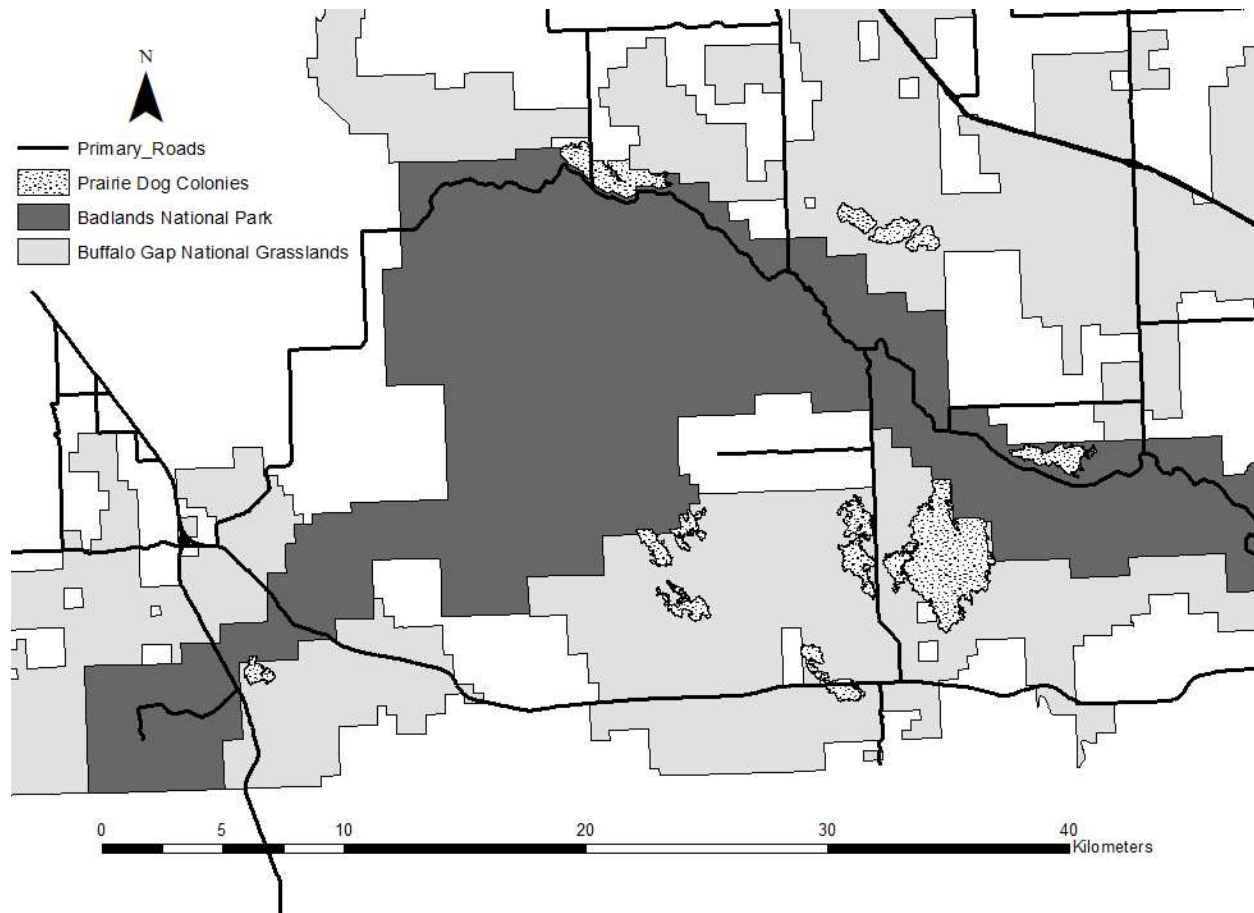 N
Primary_Roads
Prairie Dog Colonies
Badlands National Park
Buffalo Gap National Grasslands
0 5 10 20 30 40
Kilometers